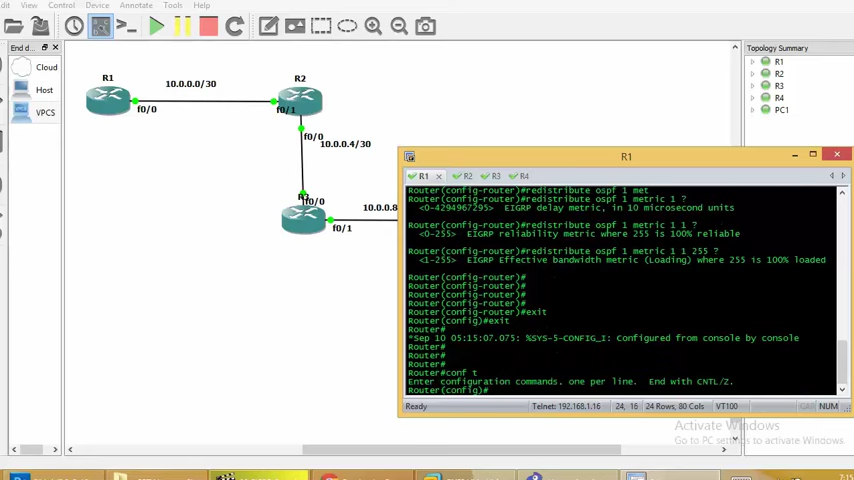 dit View Control Device Annotate Tools Help
End d...
Cloud
Host
VPCS
R1
10.0.0.0/30
R2
f0/0
f0/1
f0/0
10.0.0.4/30
f0/0
10.0.0.8
f0/1
Topology Summary
R1
R2
R3
R4
PC1
R1
R1 R2 R3 R4
Router(config-router)#redistribute ospf 1 met
Router(config-router)#redistribute ospf 1 metric 1 ?
<0-4294967295> EIGRP delay metric, in 10 microsecond units
Router(config-router)#redistribute ospf 1 metric 1 1 ?
<0-255> EIGRP reliability metric where 255 is 100% reliable
Router(config-router)#redistribute ospf 1 metric 1 1 255 ?
<1-255> EIGRP Effective bandwidth metric (Loading) where 255 is 100% loaded
Router(config-router)#
Router(config-router)#
Router(config-router)#
Router(config-router)#
Router(config-router)#exit
Router(config)#exit
Router#
*Sep 10 05:15:07.075: %SYS-5-CONFIG_I: Configured from console by console
Router#
Router#
Router#
Router#conf t
Enter configuration commands, one per line. End with CNTL/Z.
Router(config)#
Ready Telnet: 192.168.1.16 24, 16 24 Rows, 80 Cols VT100 CAP NUM
Activate Windows
Go to PC settings to activate Windows.